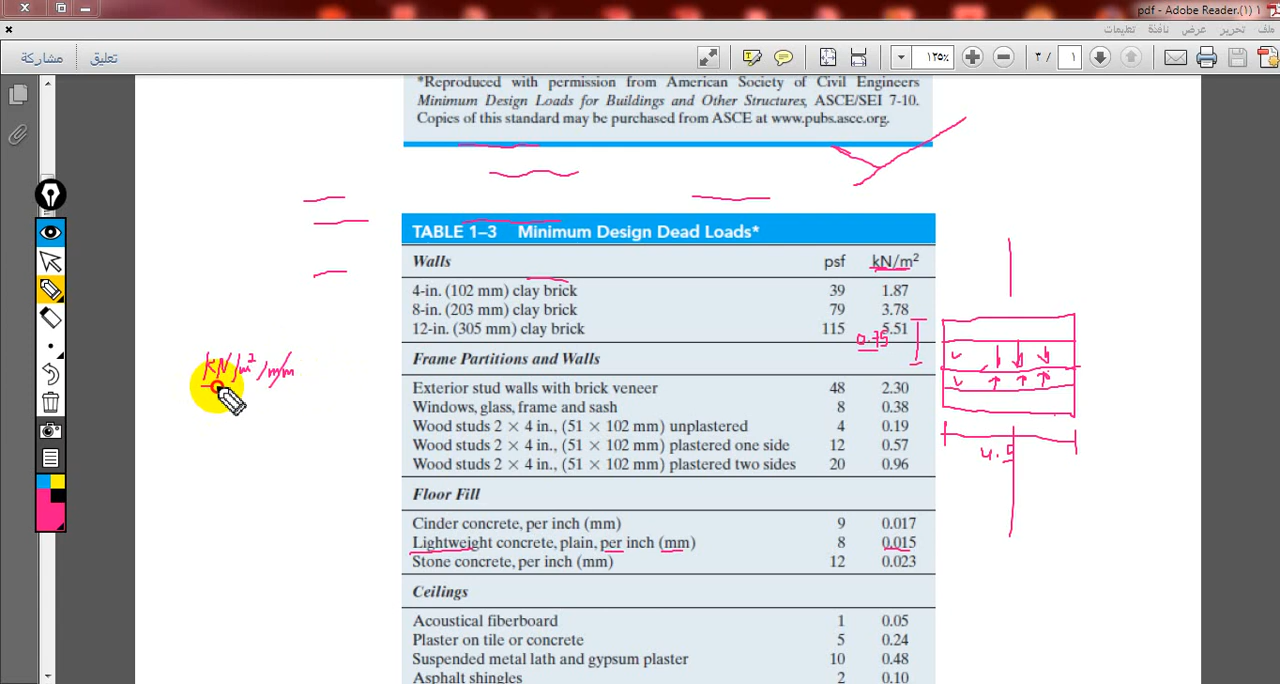 pdf - Adobe Reader.(١) ١
ملف تحرير عرض نافذة تعليمات
مشاركة تعليق ١٢٥٪ ٣ / ١
*Reproduced with permission from American Society of Civil Engineers
Minimum Design Loads for Buildings and Other Structures, ASCE/SEI 7-10.
Copies of this standard may be purchased from ASCE at www.pubs.asce.org.
TABLE 1–3 Minimum Design Dead Loads*
Walls psf kN/m²
4-in. (102 mm) clay brick 39 1.87
8-in. (203 mm) clay brick 79 3.78
12-in. (305 mm) clay brick 115 5.51
0.75
Frame Partitions and Walls
kN/m²/mm
Exterior stud walls with brick veneer 48 2.30
Windows, glass, frame and sash 8 0.38
Wood studs 2 × 4 in., (51 × 102 mm) unplastered 4 0.19
Wood studs 2 × 4 in., (51 × 102 mm) plastered one side 12 0.57
4.5
Wood studs 2 × 4 in., (51 × 102 mm) plastered two sides 20 0.96
Floor Fill
Cinder concrete, per inch (mm) 9 0.017
Lightweight concrete, plain, per inch (mm) 8 0.015
Stone concrete, per inch (mm) 12 0.023
Ceilings
Acoustical fiberboard 1 0.05
Plaster on tile or concrete 5 0.24
Suspended metal lath and gypsum plaster 10 0.48
Asphalt shingles 2 0.10